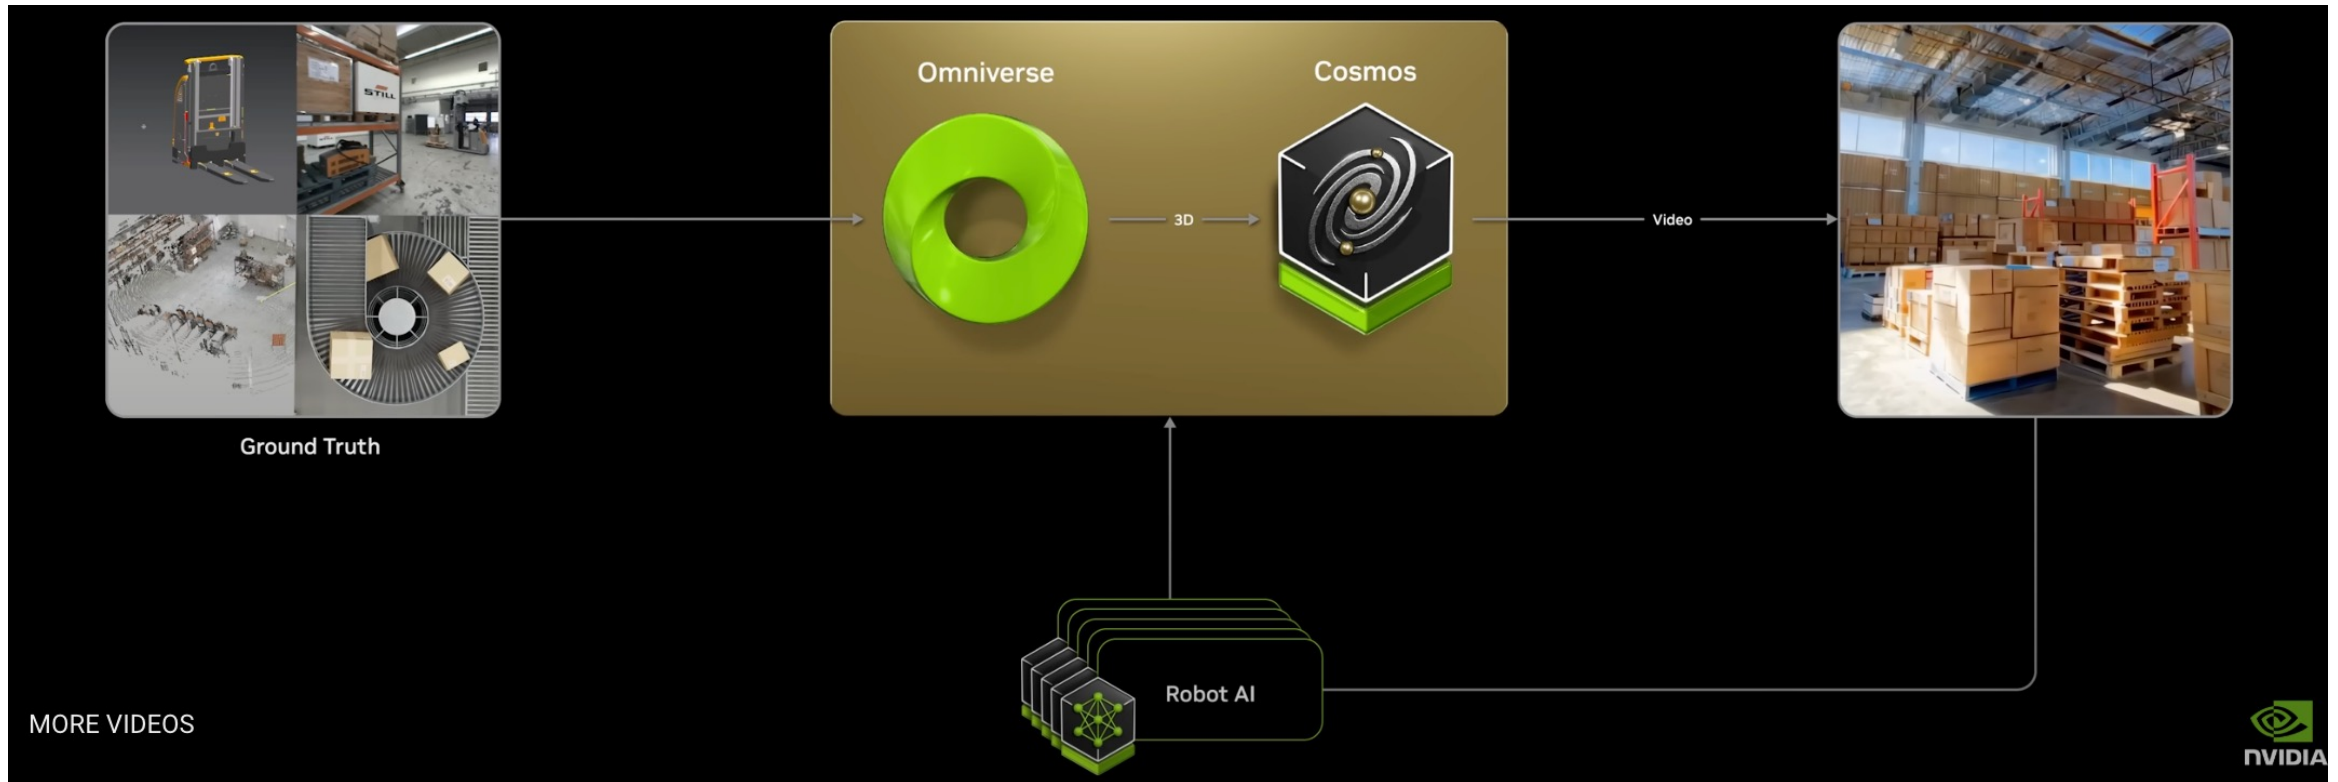 Omniverse
Cosmos
STILL
3D
Video
Ground Truth
Robot AI
MORE VIDEOS
NVIDIA